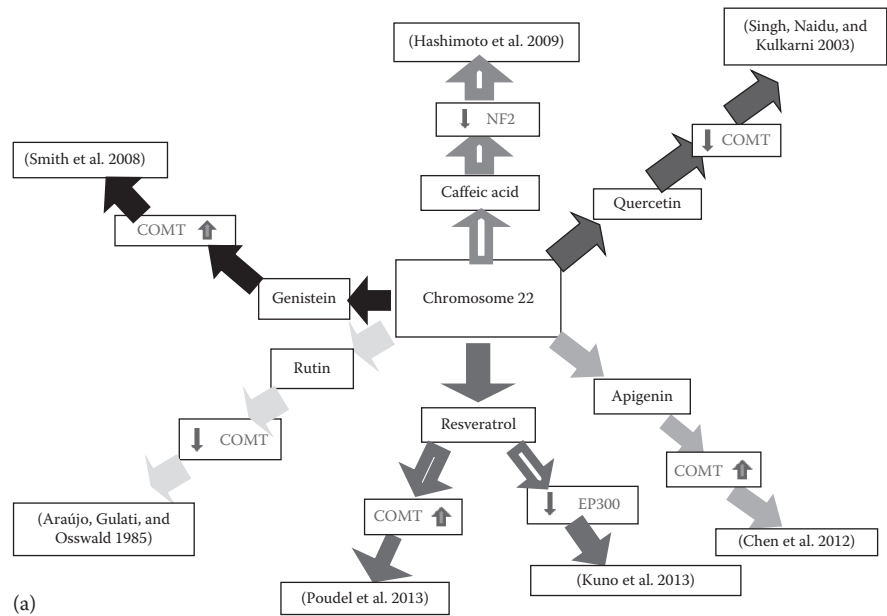 (Hashimoto et al. 2009)
(Singh, Naidu, and
Kulkarni 2003)
NF2
COMT
(Smith et al. 2008)
Caffeic acid
Quercetin
COMT
Genistein
Chromosome 22
Rutin
Apigenin
Resveratrol
COMT
COMT
COMT
EP300
(Araújo, Gulati, and
Osswald 1985)
(Chen et al. 2012)
(Poudel et al. 2013)
(Kuno et al. 2013)
(a)